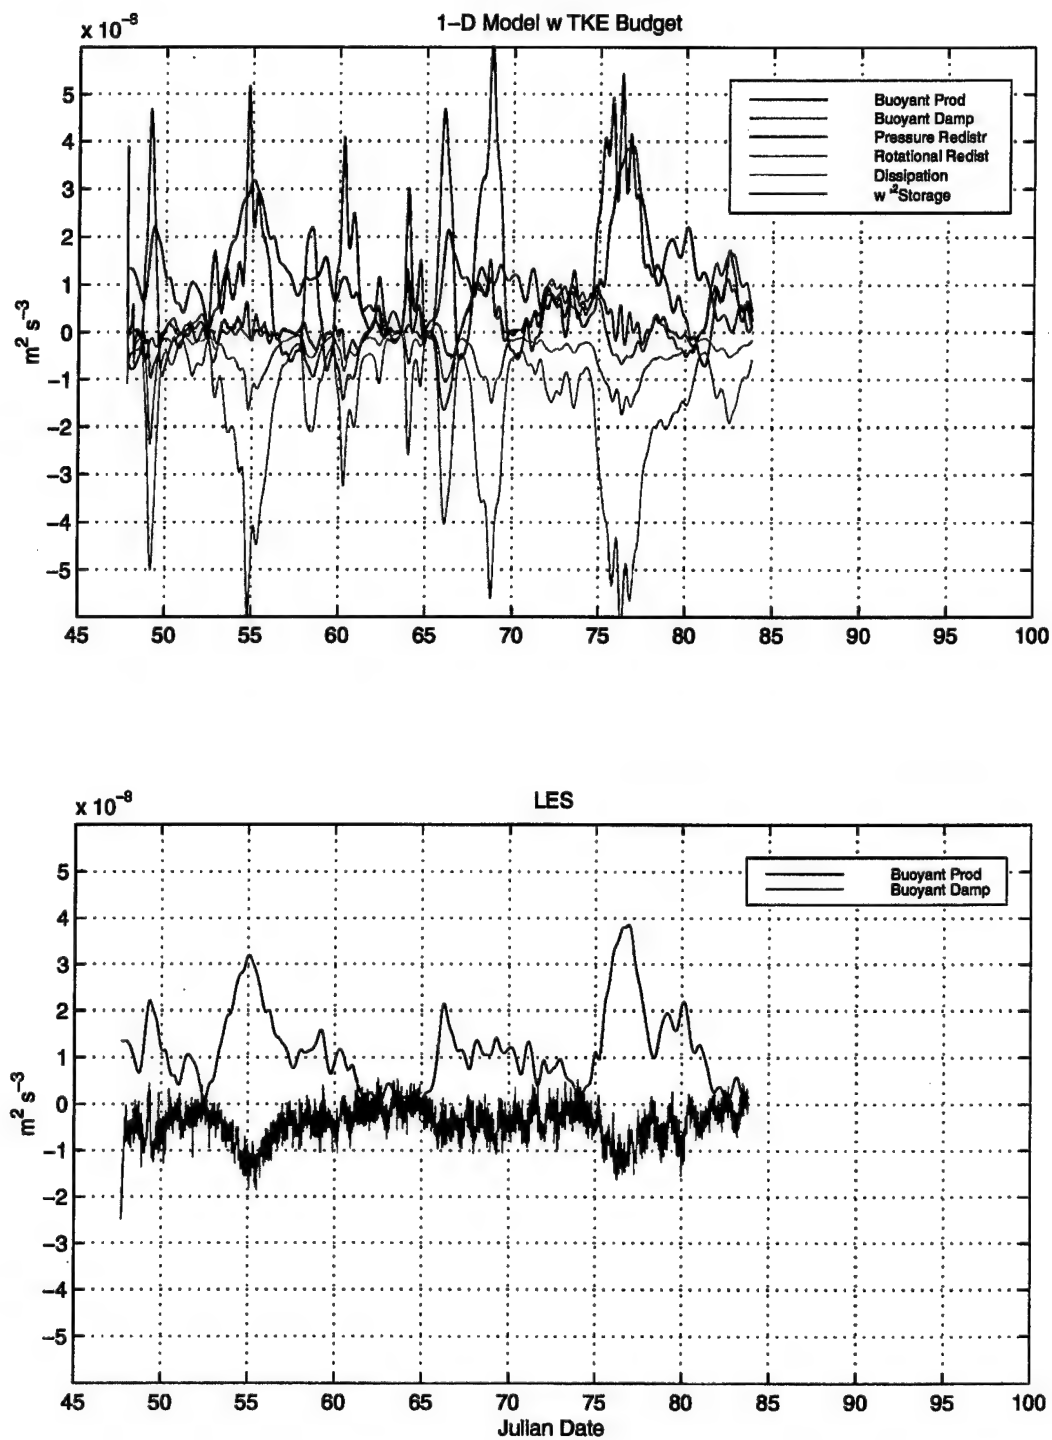 1-D Model w TKE Budget
x 10⁻⁸
Buoyant Prod
Buoyant Damp
Pressure Redistr
Rotational Redist
Dissipation
w'²Storage
5
4
3
2
1
0
-1
-2
-3
-4
-5
m² s⁻³
45 50 55 60 65 70 75 80 85 90 95 100
LES
x 10⁻⁸
Buoyant Prod
Buoyant Damp
5
4
3
2
1
0
-1
-2
-3
-4
-5
m² s⁻³
45 50 55 60 65 70 75 80 85 90 95 100
Julian Date